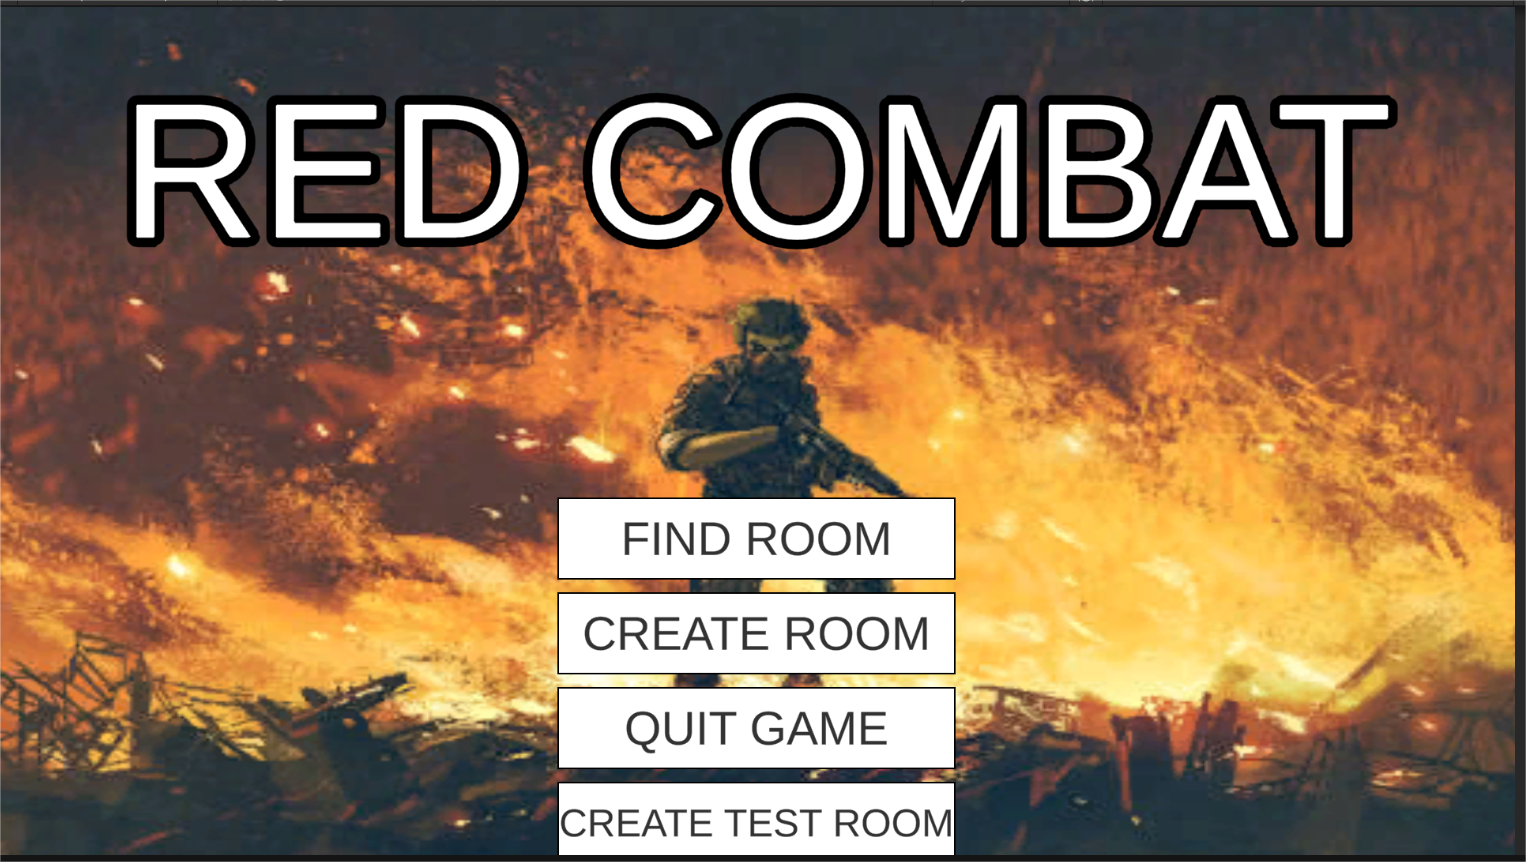 RED COMBAT
FIND ROOM
CREATE ROOM
QUIT GAME
CREATE TEST ROOM